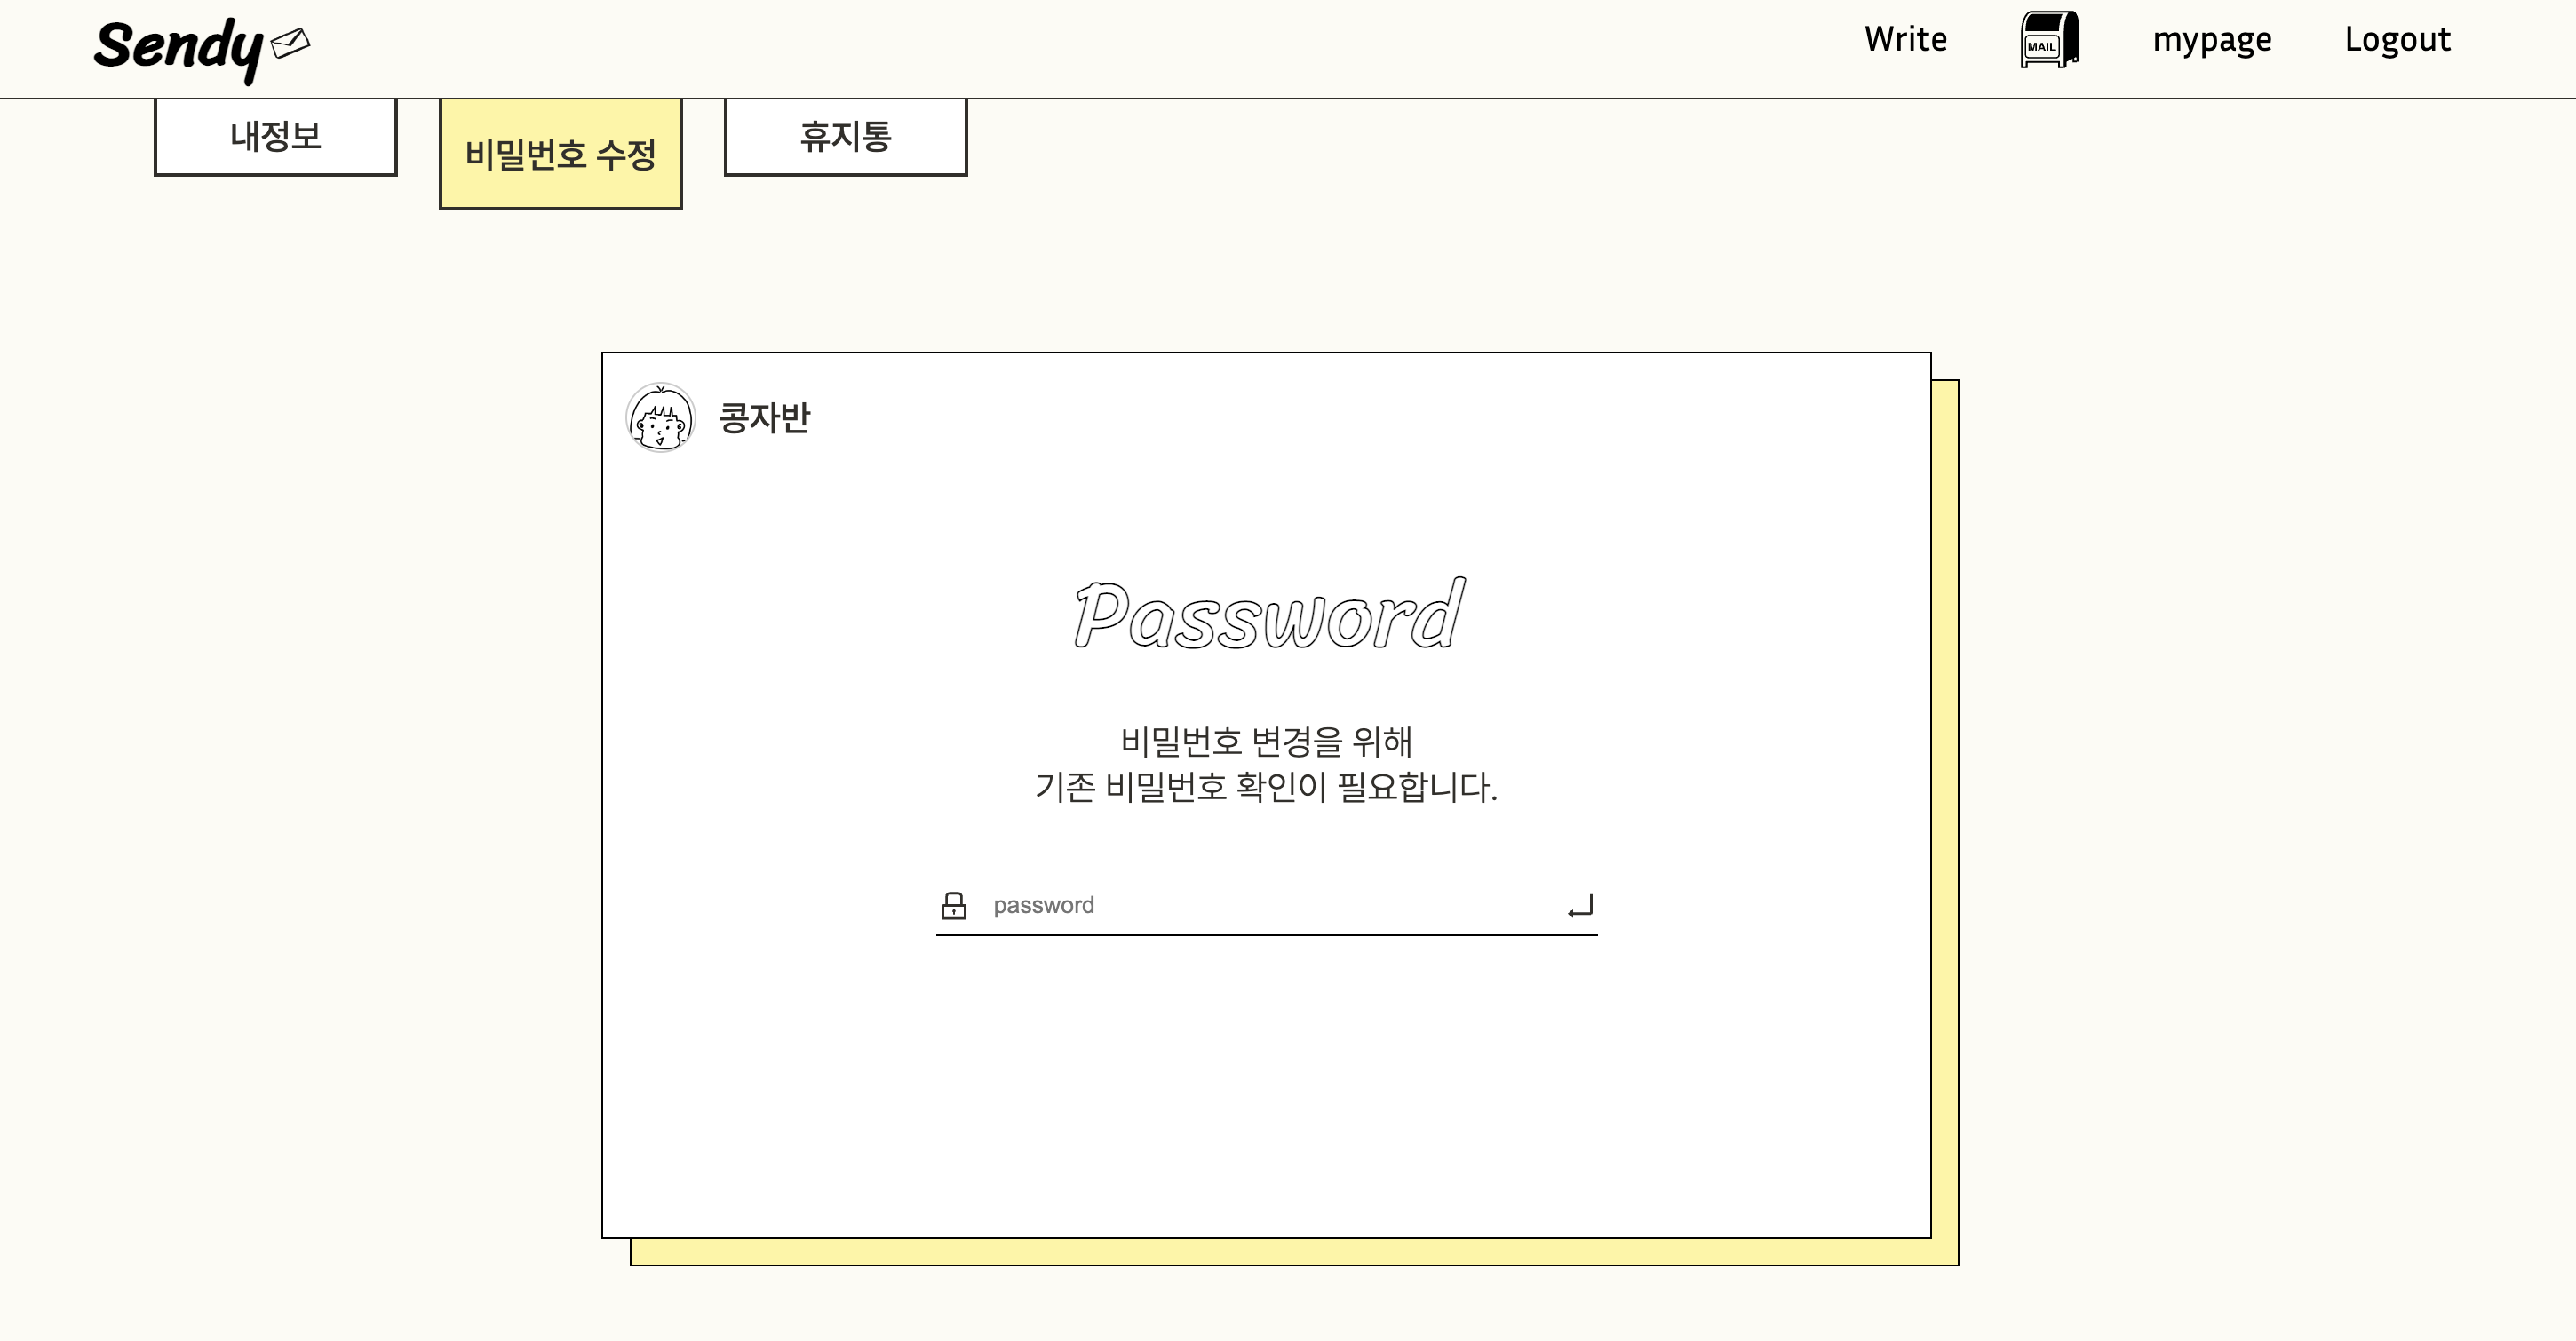 Sendy
Write
MAIL
mypage
Logout
내정보
비밀번호 수정
휴지통
콩자반
Password
비밀번호 변경을 위해
기존 비밀번호 확인이 필요합니다.
password